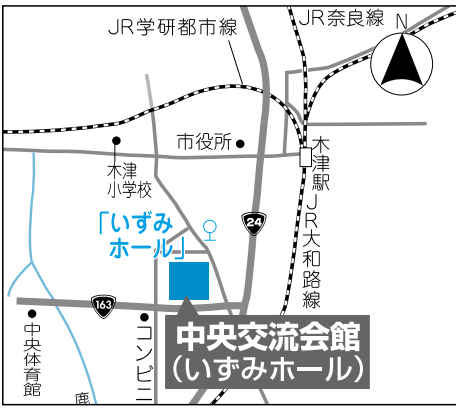 JR学研都市線
JR奈良線
N
市役所
木津
小学校
木津駅
JR大和路線
「いずみ
ホール」
24
163
中央体育館
コンビニ
中央交流会館
(いずみホール)
鹿